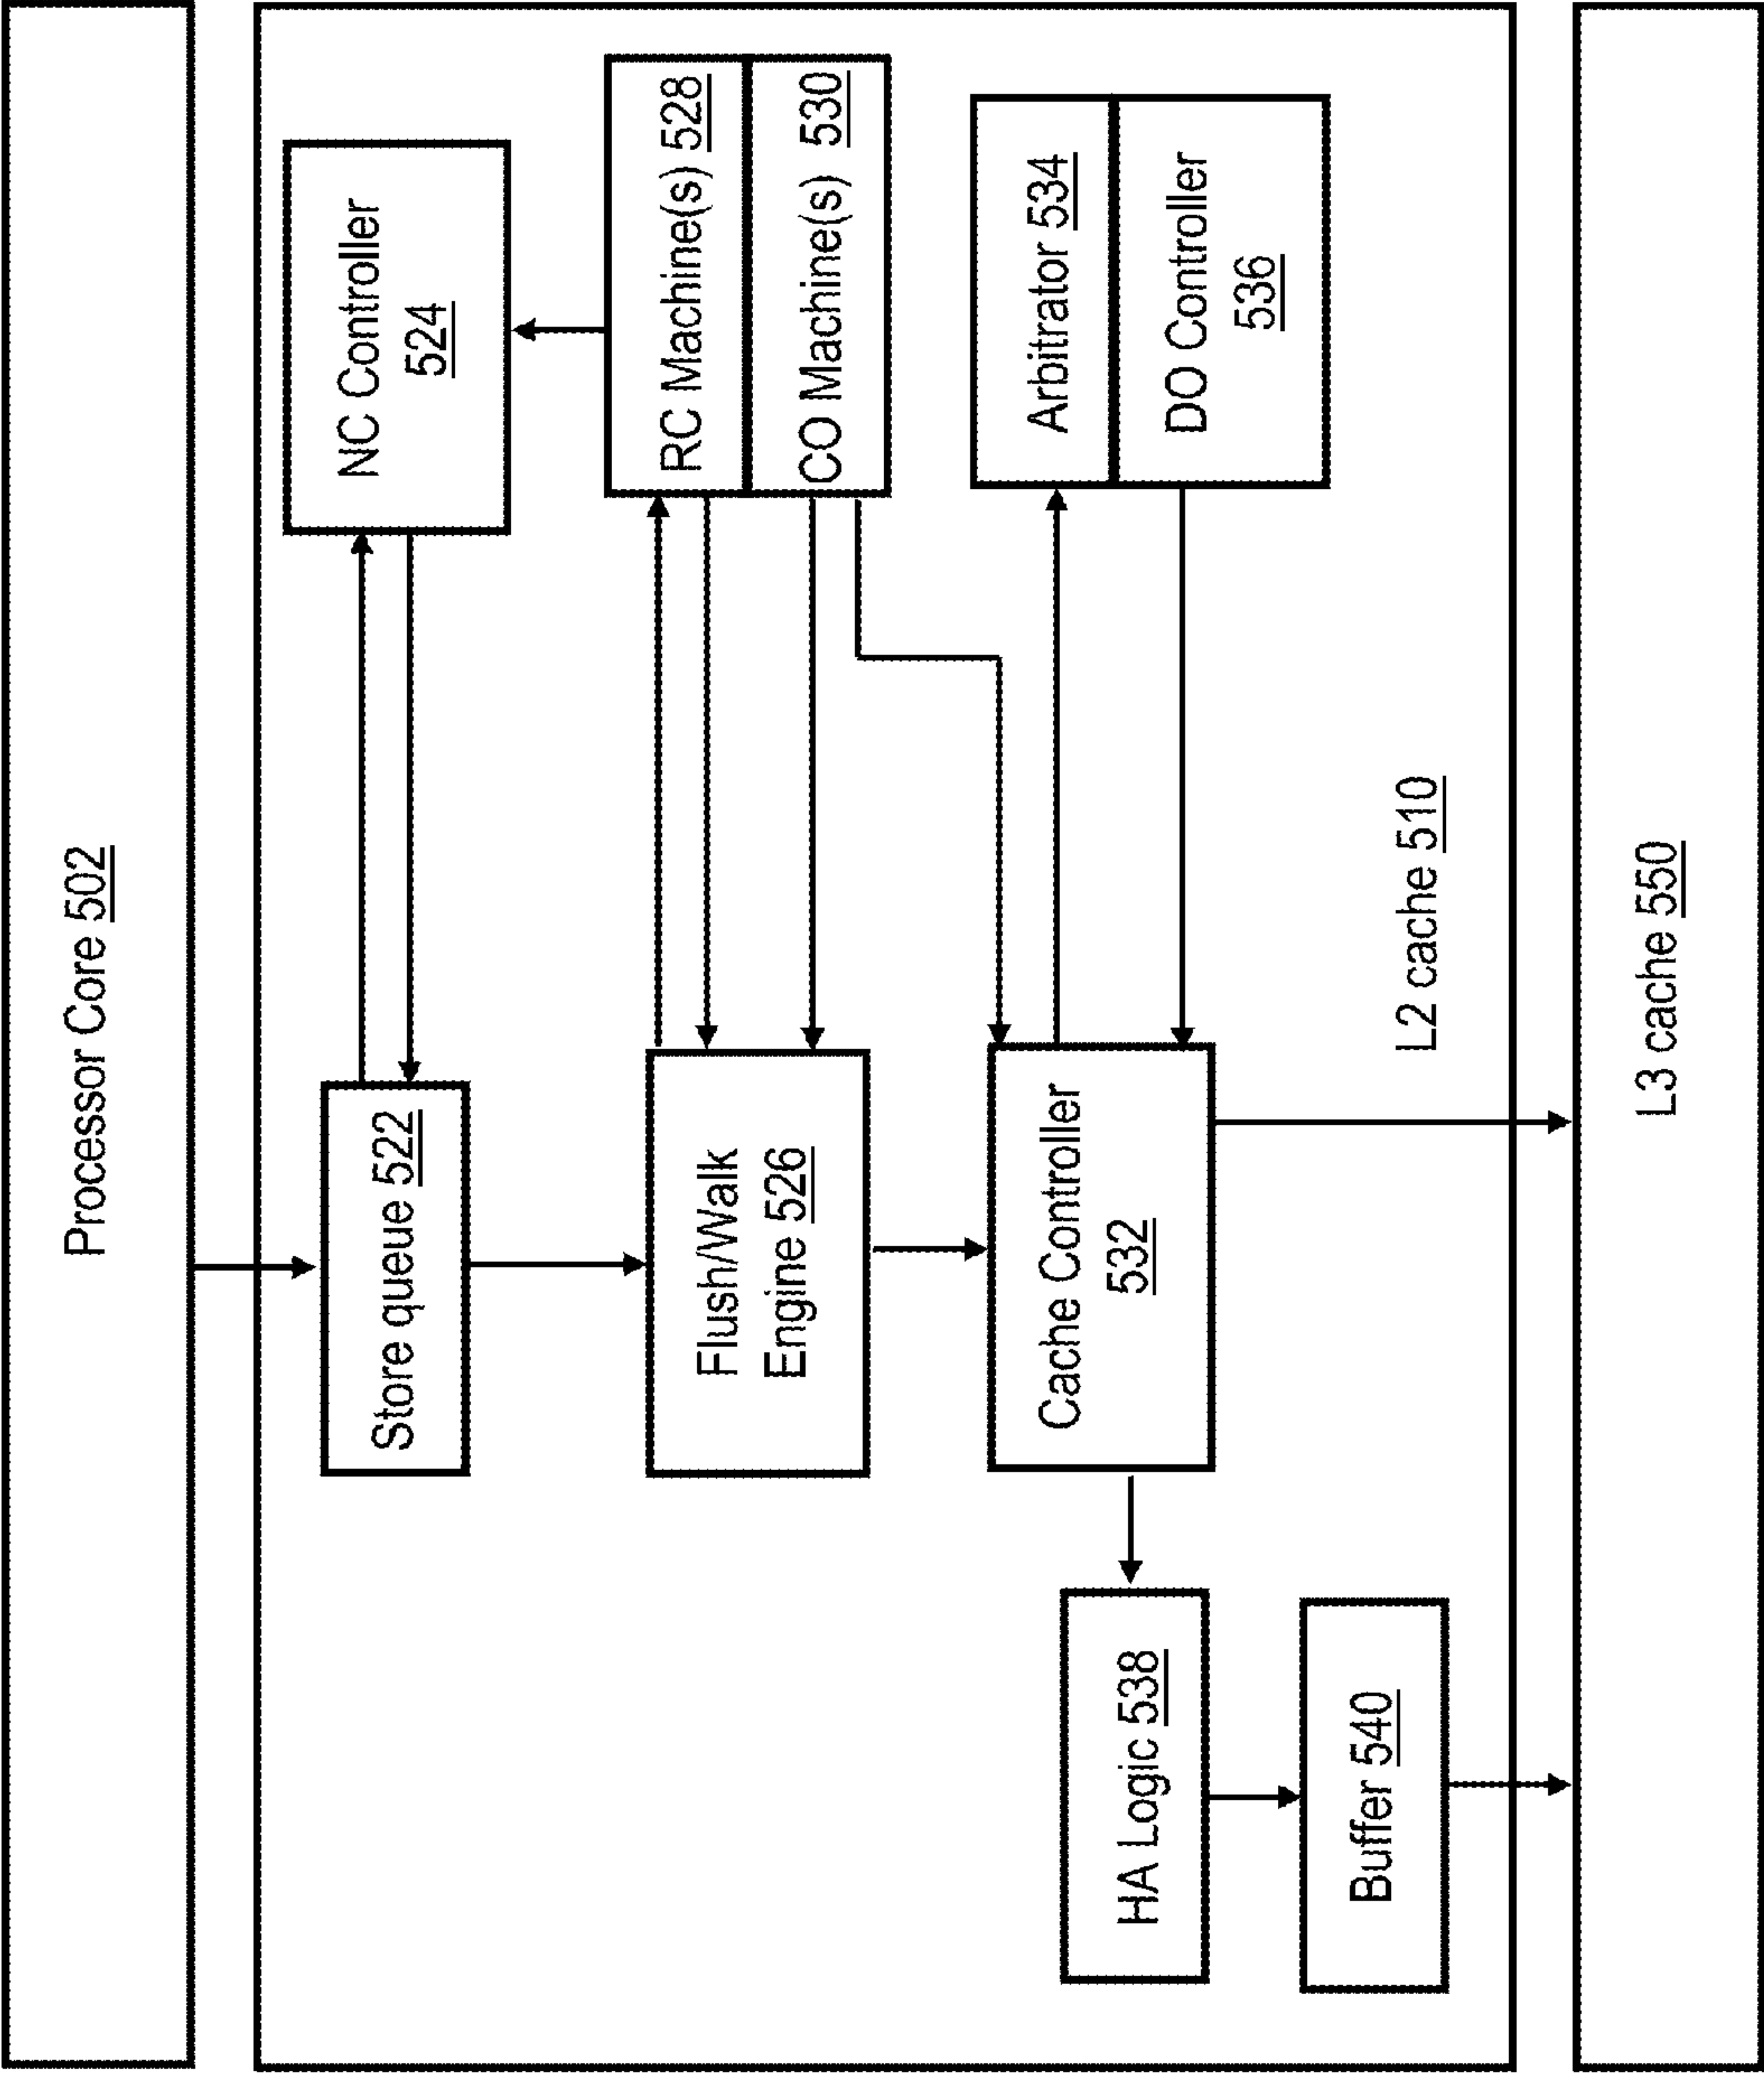 Processor Core 502
Store queue 522
NC Controller
524
Flush/Walk
Engine 526
RC Machine(s) 528
CO Machine(s) 530
Cache Controller
532
Arbitrator 534
DO Controller
536
HA Logic 538
Buffer 540
L2 cache 510
L3 cache 550